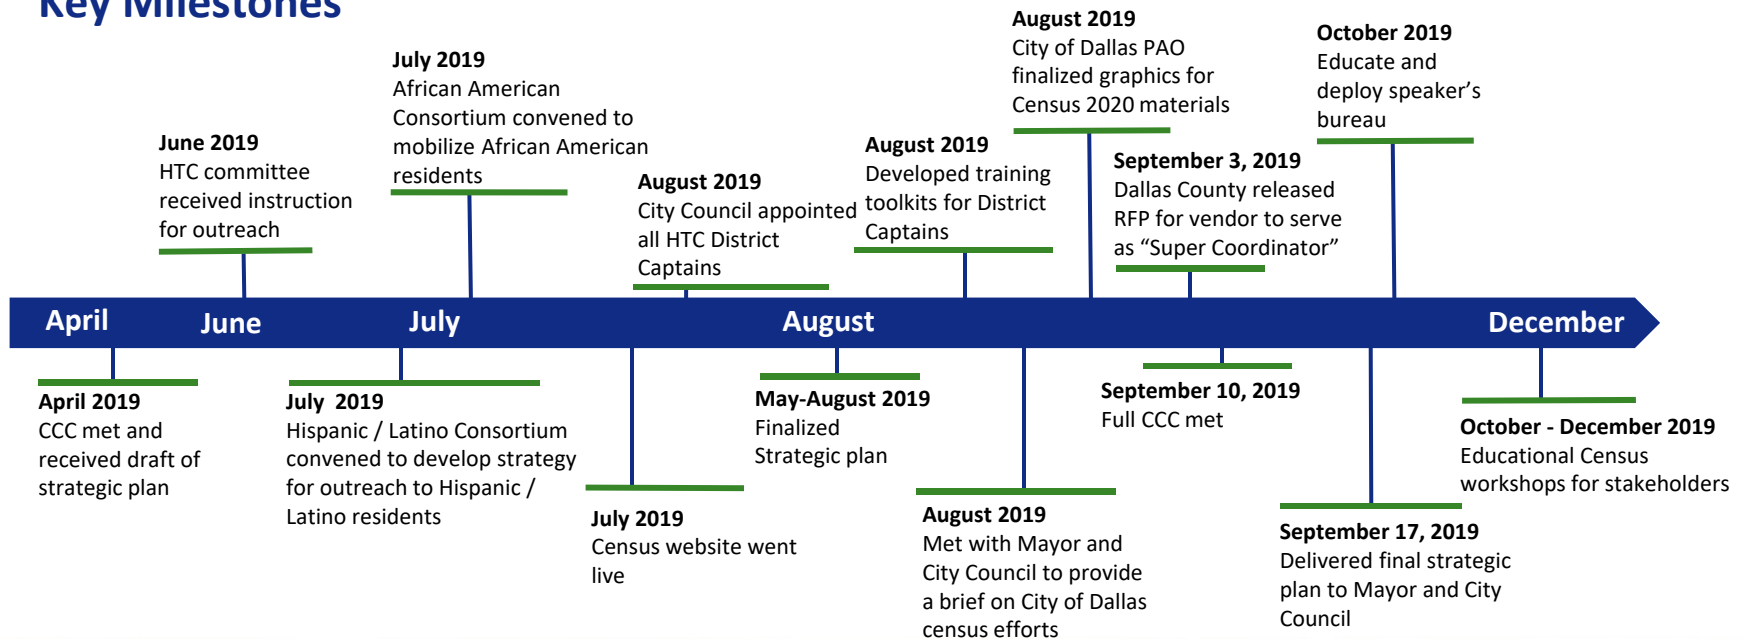 Key Milestones
August 2019
City of Dallas PAO
finalized graphics for
Census 2020 materials
October 2019
Educate and
deploy speaker's
bureau
July 2019
African American
Consortium convened to
mobilize African American
residents
June 2019
HTC committee
received instruction
for outreach
August 2019
City Council appointed
all HTC District
Captains
August 2019
Developed training
toolkits for District
Captains
September 3, 2019
Dallas County released
RFP for vendor to serve
as “Super Coordinator”
April
June
July
August
December
April 2019
CCC met and
received draft of
strategic plan
July  2019
Hispanic / Latino Consortium
convened to develop strategy
for outreach to Hispanic /
Latino residents
July 2019
Census website went
live
May-August 2019
Finalized
Strategic plan
August 2019
Met with Mayor and
City Council to provide
a brief on City of Dallas
census efforts
September 10, 2019
Full CCC met
September 17, 2019
Delivered final strategic
plan to Mayor and City
Council
October - December 2019
Educational Census
workshops for stakeholders